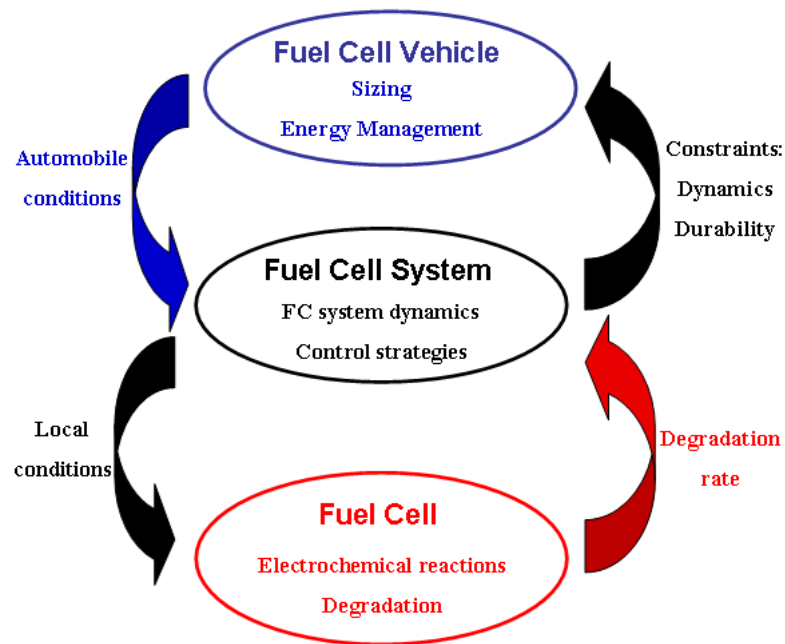 Fuel Cell Vehicle
Sizing
Energy Management
Automobile
conditions
Constraints:
Dynamics
Durability
Fuel Cell System
FC system dynamics
Control strategies
Local
conditions
Degradation
rate
Fuel Cell
Electrochemical reactions
Degradation